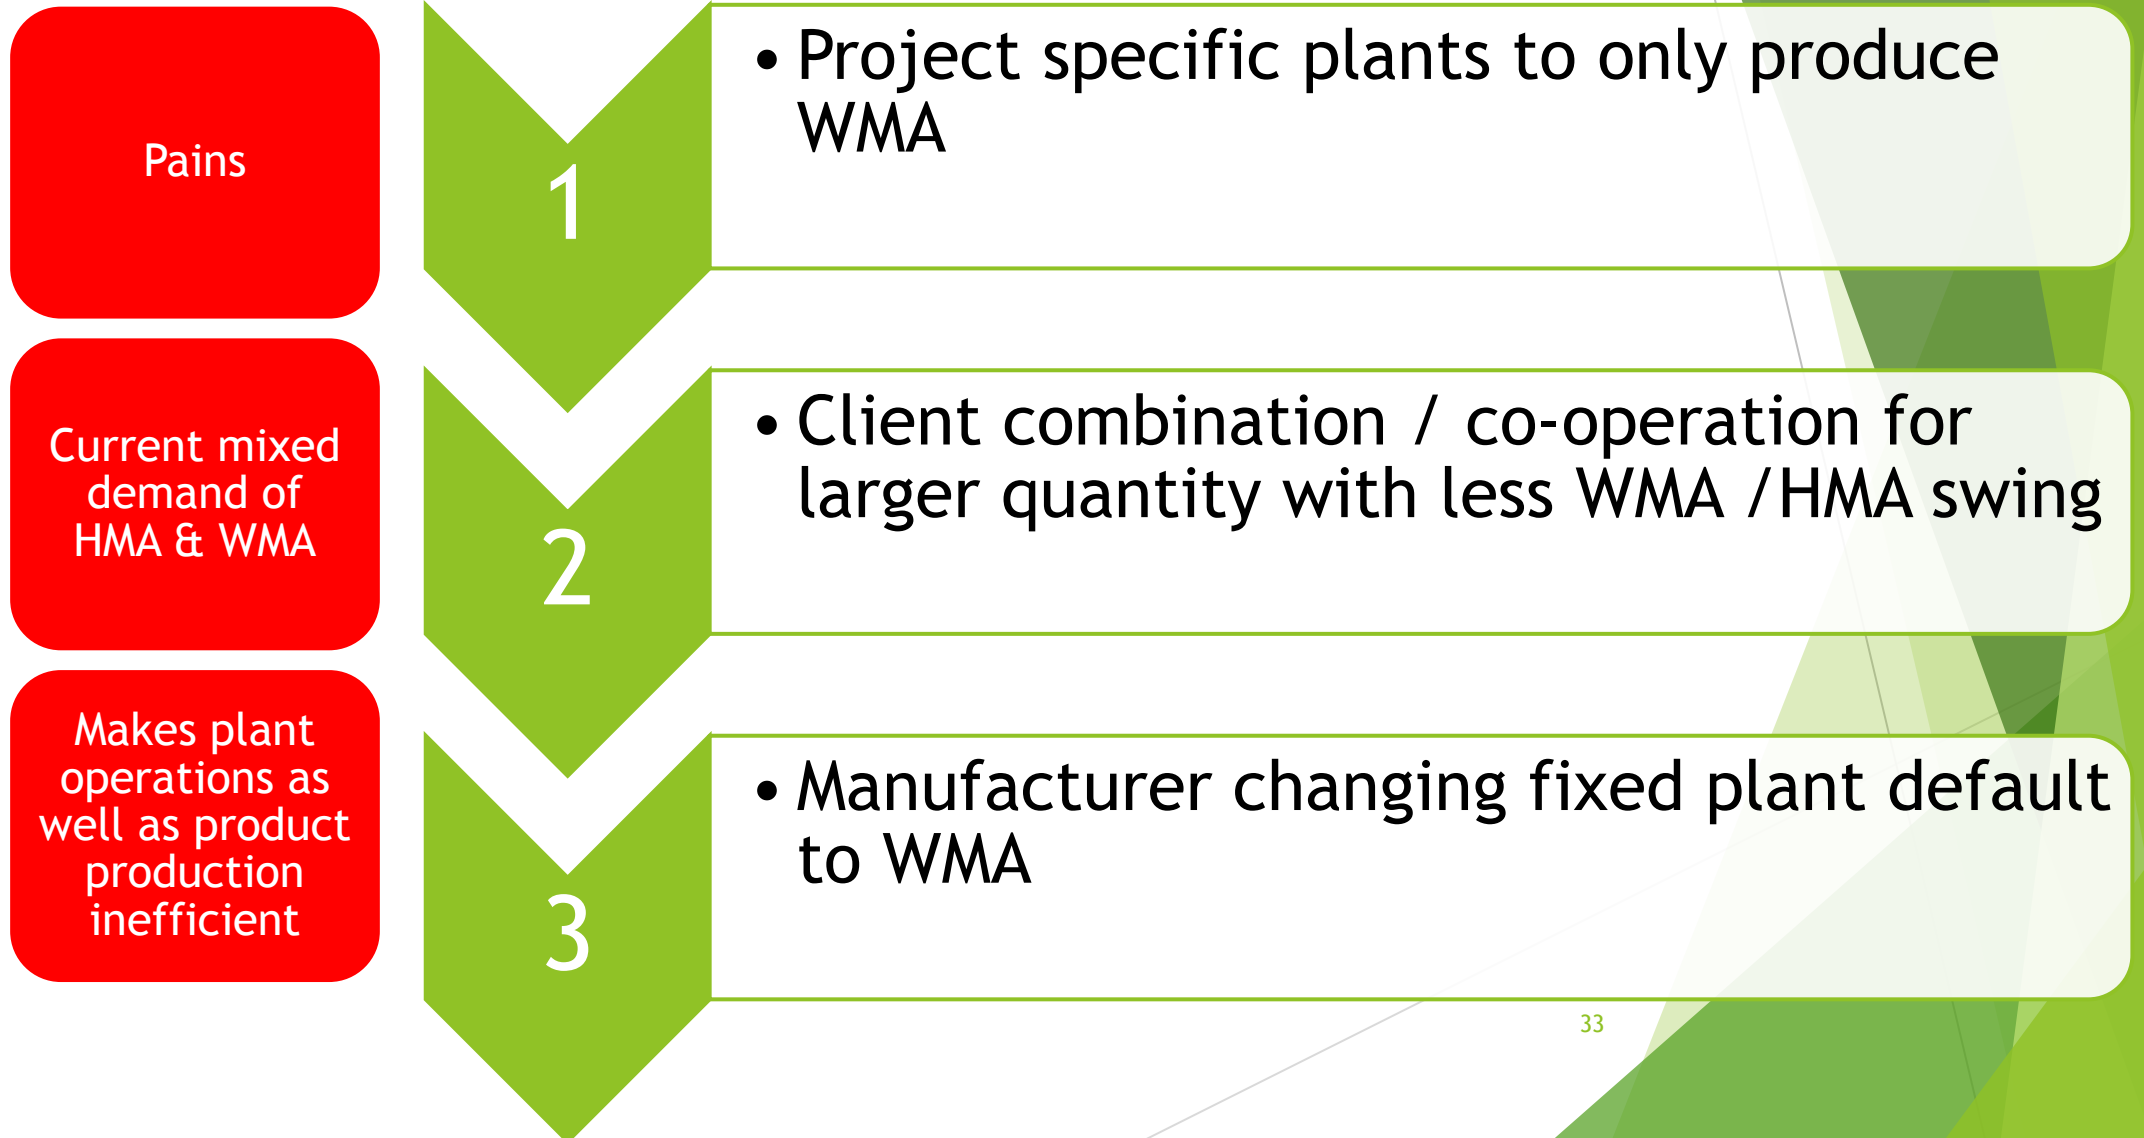 Pains
Current mixed
demand of
HMA & WMA
Makes plant
operations as
well as product
production
inefficient
1
• Project specific plants to only produce
WMA
2
• Client combination / co-operation for
larger quantity with less WMA /HMA swing
3
• Manufacturer changing fixed plant default
to WMA
33